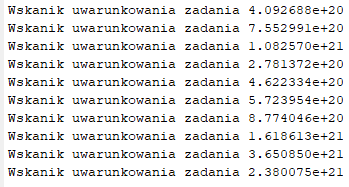 Wskanik uwarunkowania zadania 4.092688e+20
Wskanik uwarunkowania zadania 7.552991e+20
Wskanik uwarunkowania zadania 1.082570e+21
Wskanik uwarunkowania zadania 2.781372e+20
Wskanik uwarunkowania zadania 4.622334e+20
Wskanik uwarunkowania zadania 5.723954e+20
Wskanik uwarunkowania zadania 8.774046e+20
Wskanik uwarunkowania zadania 1.618613e+21
Wskanik uwarunkowania zadania 3.650850e+21
Wskanik uwarunkowania zadania 2.380075e+21